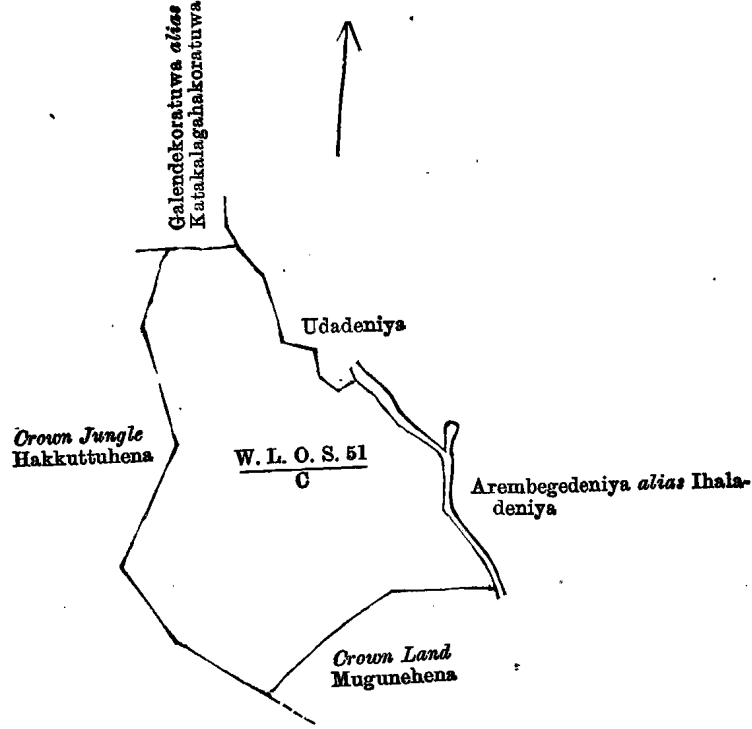 Galendekoratuwa alias
Katakalagahakoratuwa
Udadeniya
Crown Jungle
Hakkuttuhena
W. L. O. S. 51
C
Arembegedeniya alias Ihala-
deniya
Crown Land
Mugunehena